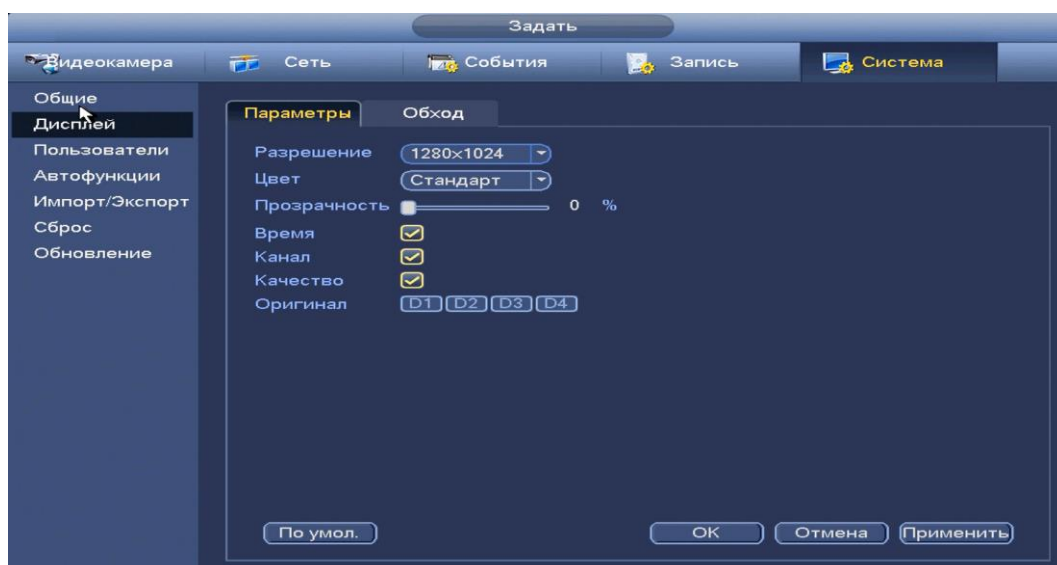 Задать
Видеокамера Сеть События Запись Система
Общие
Дисплей
Пользователи
Автофункции
Импорт/Экспорт
Сброс
Обновление
Параметры Обход
Разрешение 1280x1024
Цвет Стандарт
Прозрачность 0 %
Время
Канал
Качество
Оригинал D1 D2 D3 D4
По умол. OK Отмена Применить